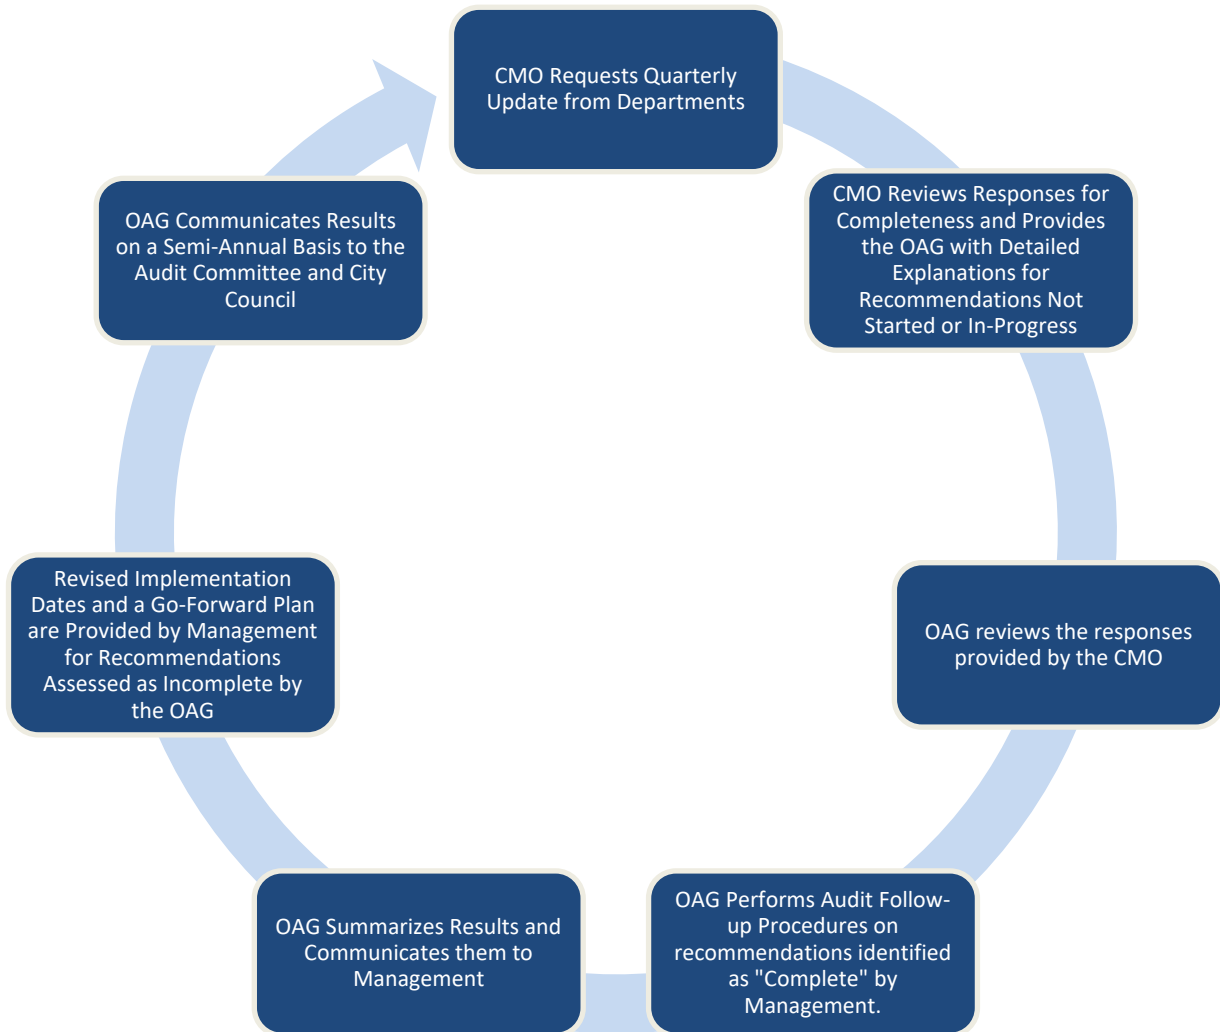 CMO Requests Quarterly
Update from Departments
CMO Reviews Responses for
Completeness and Provides
the OAG with Detailed
Explanations for
Recommendations Not
Started or In-Progress
OAG reviews the responses
provided by the CMO
OAG Performs Audit Follow-
up Procedures on
recommendations identified
as "Complete" by
Management.
OAG Summarizes Results and
Communicates them to
Management
Revised Implementation
Dates and a Go-Forward Plan
are Provided by Management
for Recommendations
Assessed as Incomplete by
the OAG
OAG Communicates Results
on a Semi-Annual Basis to the
Audit Committee and City
Council